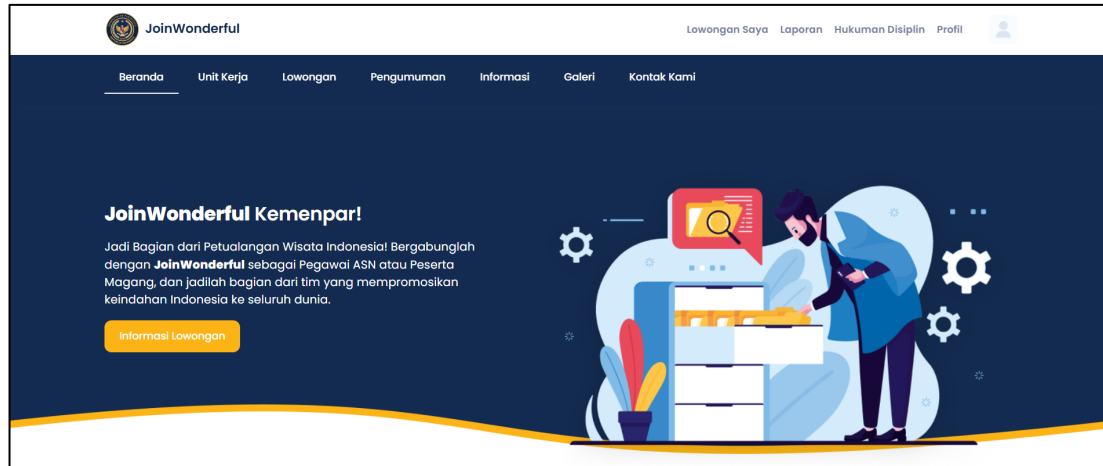 JoinWonderful
Lowongan Saya Laporan Hukuman Disiplin Profil
Beranda Unit Kerja Lowongan Pengumuman Informasi Galeri Kontak Kami
JoinWonderful Kemenpar!
Jadi Bagian dari Petualangan Wisata Indonesia! Bergabunglah
dengan JoinWonderful sebagai Pegawai ASN atau Peserta
Magang, dan jadilah bagian dari tim yang mempromosikan
keindahan Indonesia ke seluruh dunia.
Informasi Lowongan